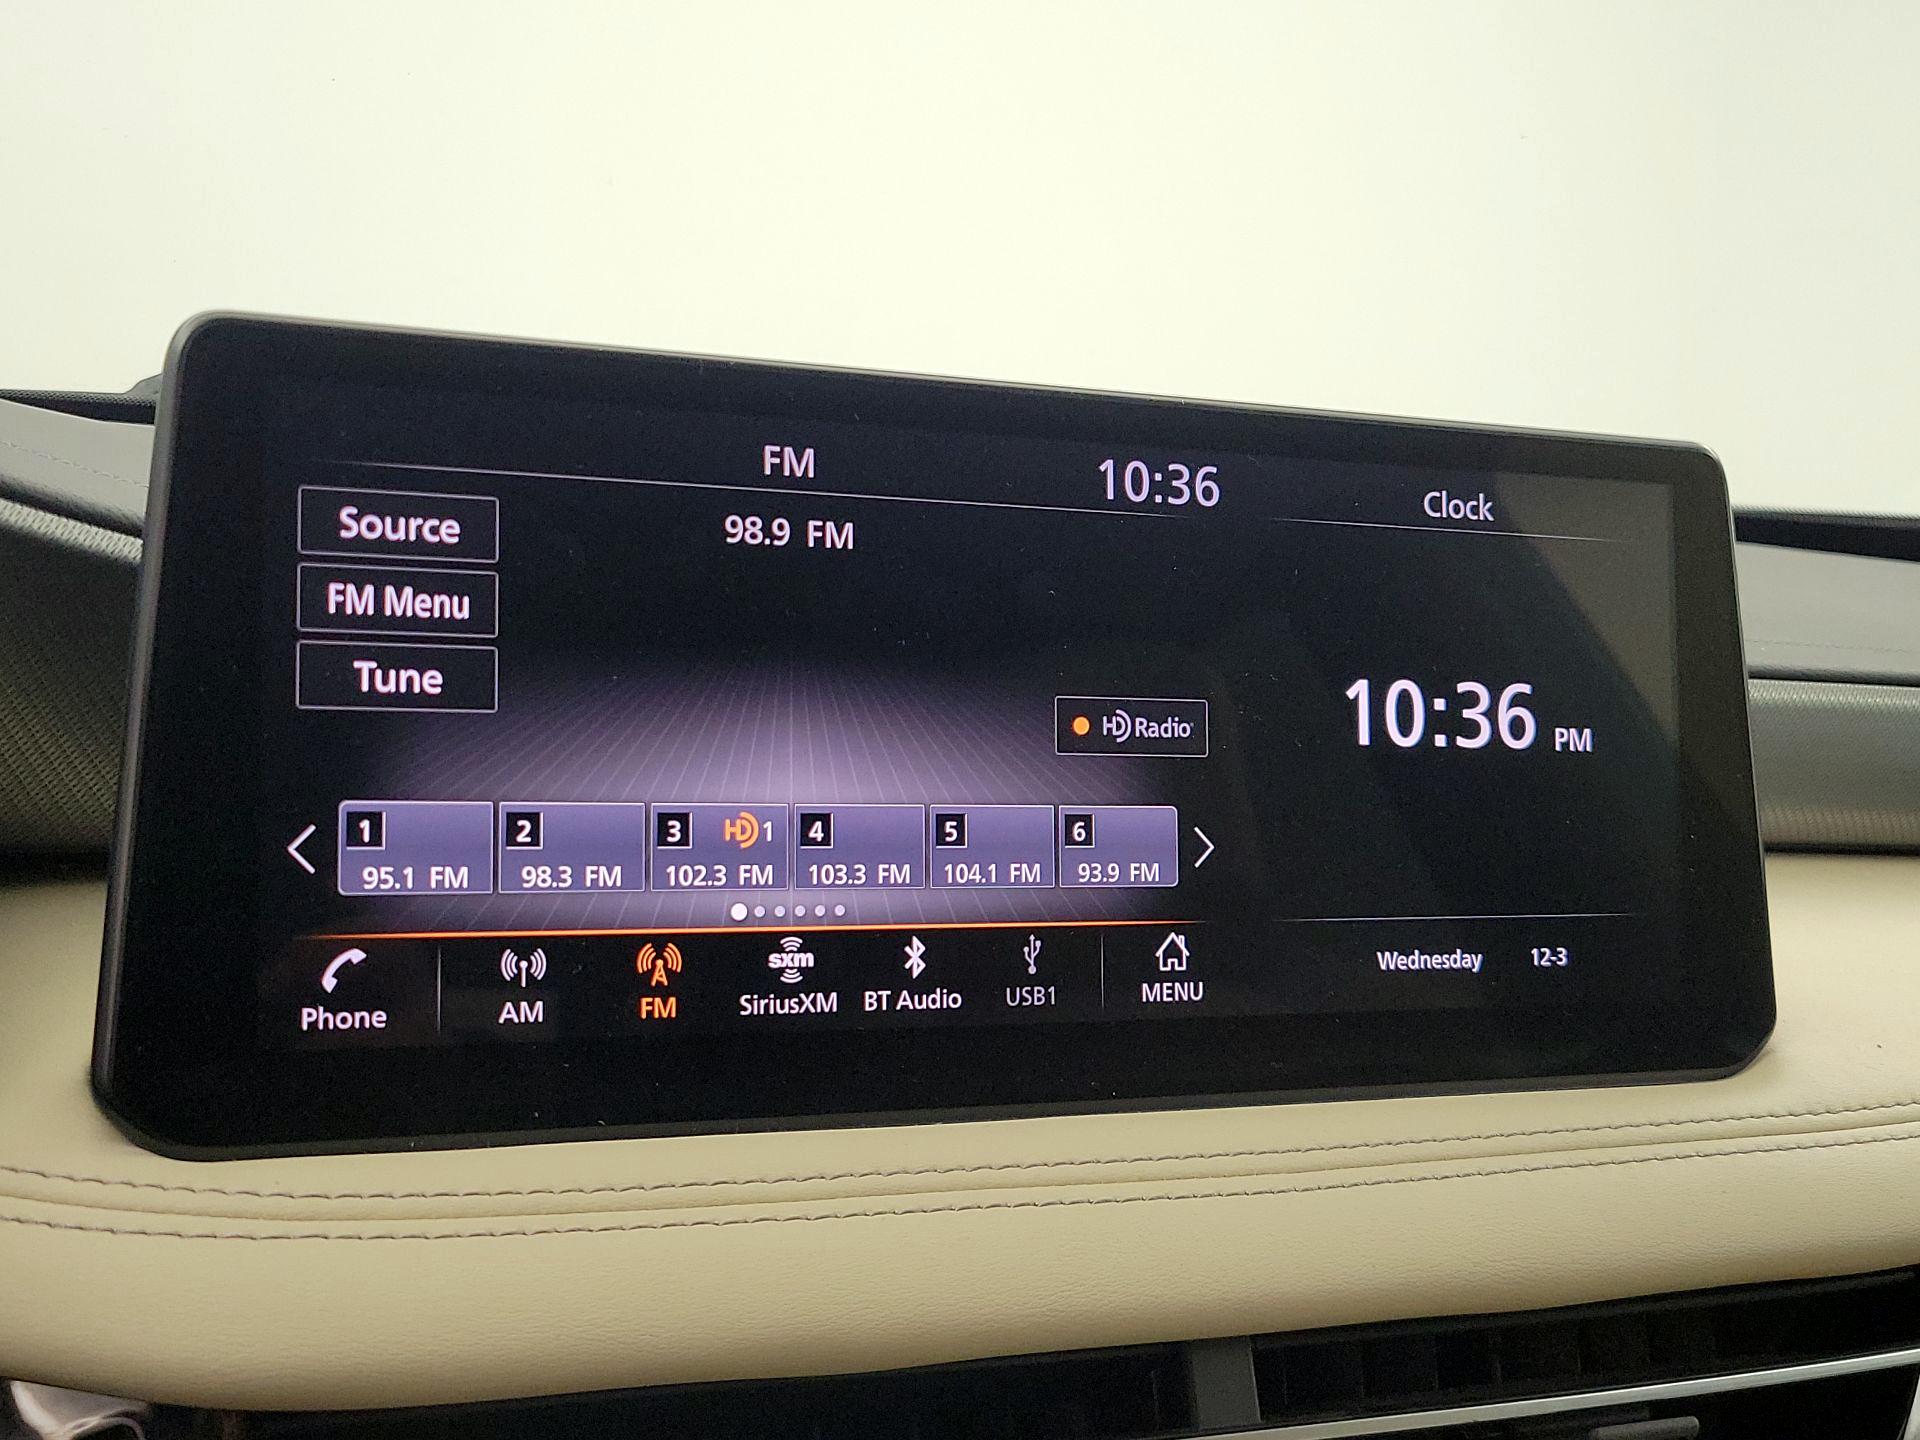 FM
10:36
Clock
Source
98.9 FM
FM Menu
Tune
HD Radio
10:36 PM
1
2
3 HD 1
4
5
6
95.1 FM
98.3 FM
102.3 FM
103.3 FM
104.1 FM
93.9 FM
sxm
Phone
AM
FM
SiriusXM
BT Audio
USB1
MENU
Wednesday 12-3